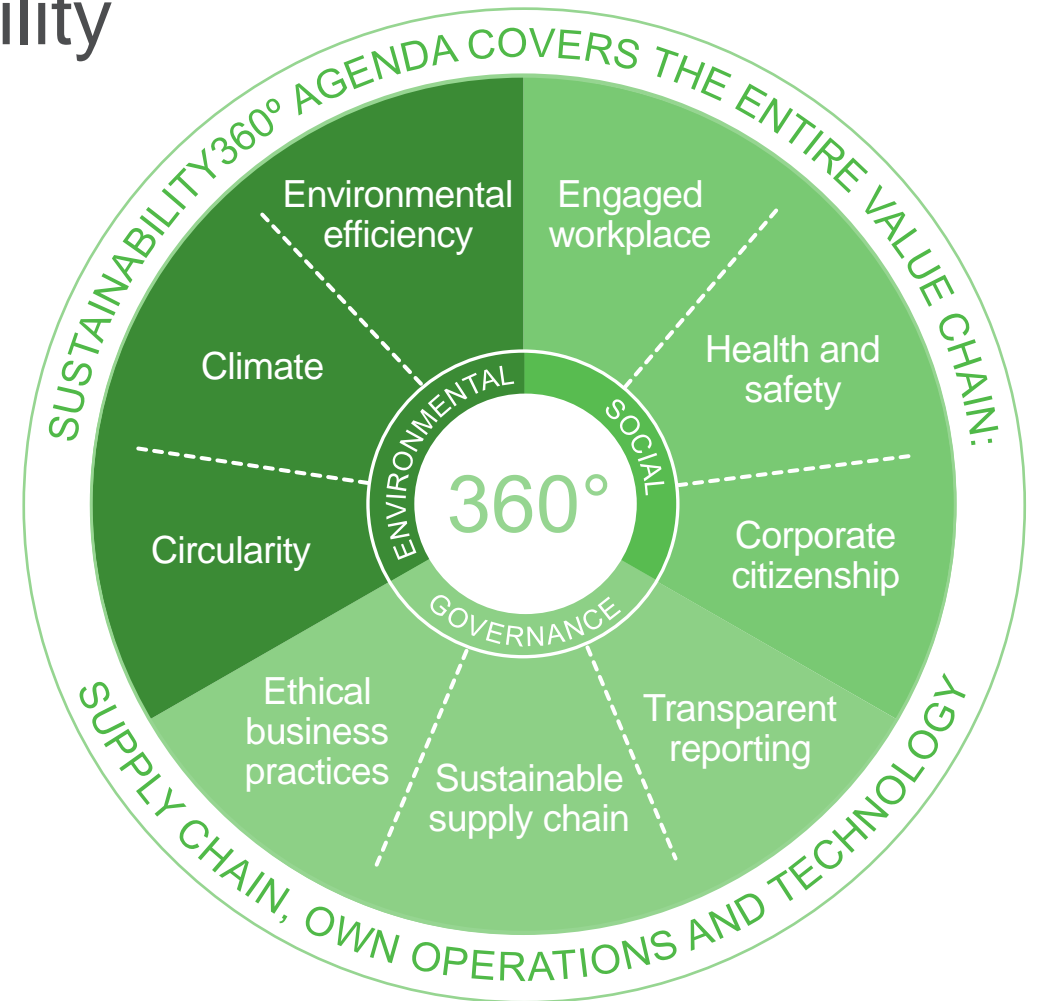 ility
SUSTAINABILITY360° AGENDA COVERS THE ENTIRE VALUE CHAIN:
Environmental
efficiency
Engaged
workplace
Climate
Health and
safety
Circularity
Corporate
citizenship
ENVIRONMENTAL
SOCIAL
GOVERNANCE
360°
Ethical
business
practices
Sustainable
supply chain
Transparent
reporting
SUPPLY CHAIN, OWN OPERATIONS AND TECHNOLOGY